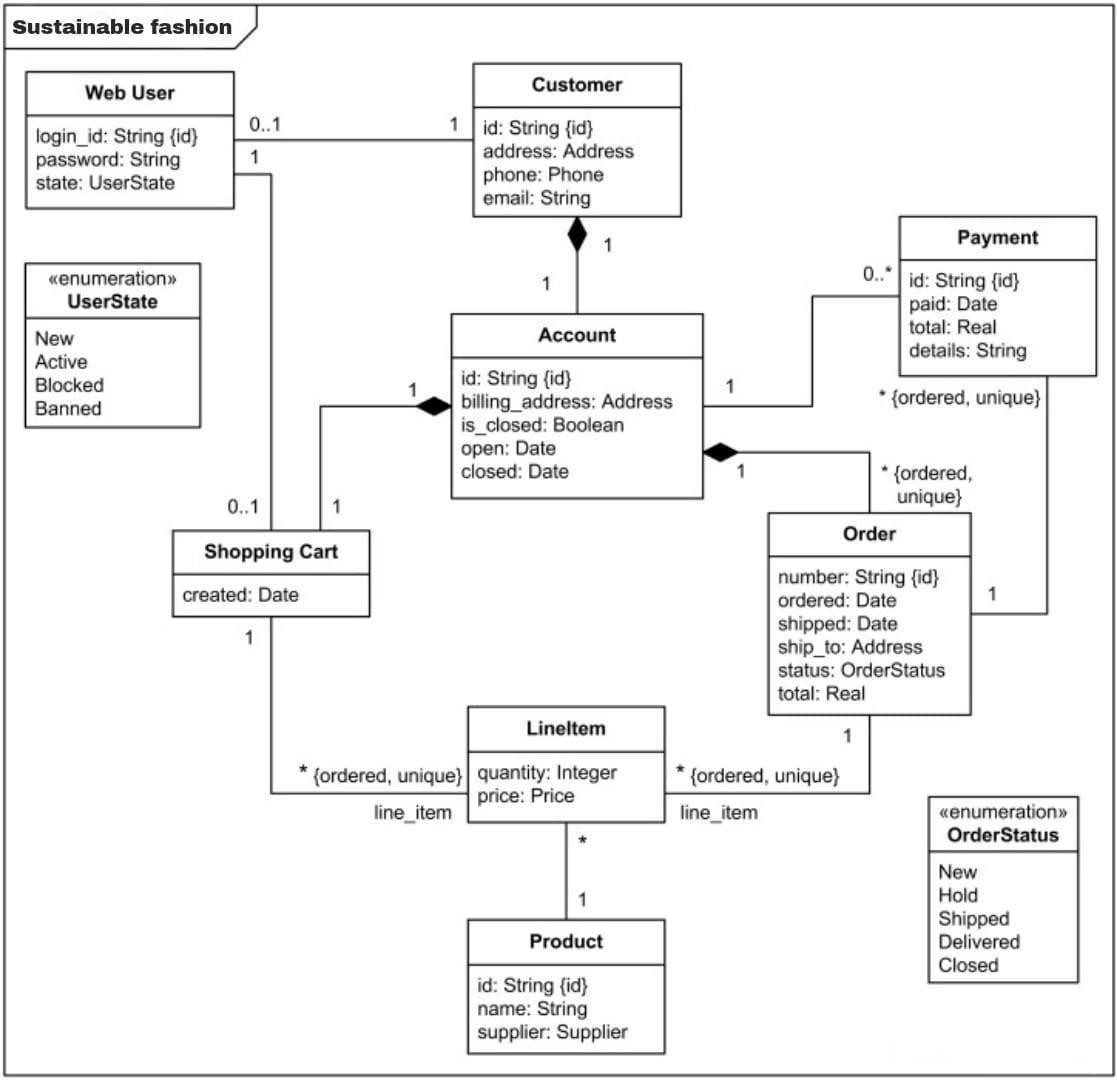 Sustainable fashion
Web User
login_id: String {id}
password: String
state: UserState
0..1
1
1
Customer
id: String {id}
address: Address
phone: Phone
email: String
1
1
«enumeration»
UserState
New
Active
Blocked
Banned
Payment
id: String {id}
paid: Date
total: Real
details: String
0..*
1
* {ordered, unique}
Account
id: String {id}
billing_address: Address
is_closed: Boolean
open: Date
closed: Date
1
1
* {ordered,
unique}
0..1
1
Shopping Cart
created: Date
1
Order
number: String {id}
ordered: Date
shipped: Date
ship_to: Address
status: OrderStatus
total: Real
1
1
* {ordered, unique}
line_item
LineItem
quantity: Integer
price: Price
* {ordered, unique}
line_item
*
1
Product
id: String {id}
name: String
supplier: Supplier
«enumeration»
OrderStatus
New
Hold
Shipped
Delivered
Closed